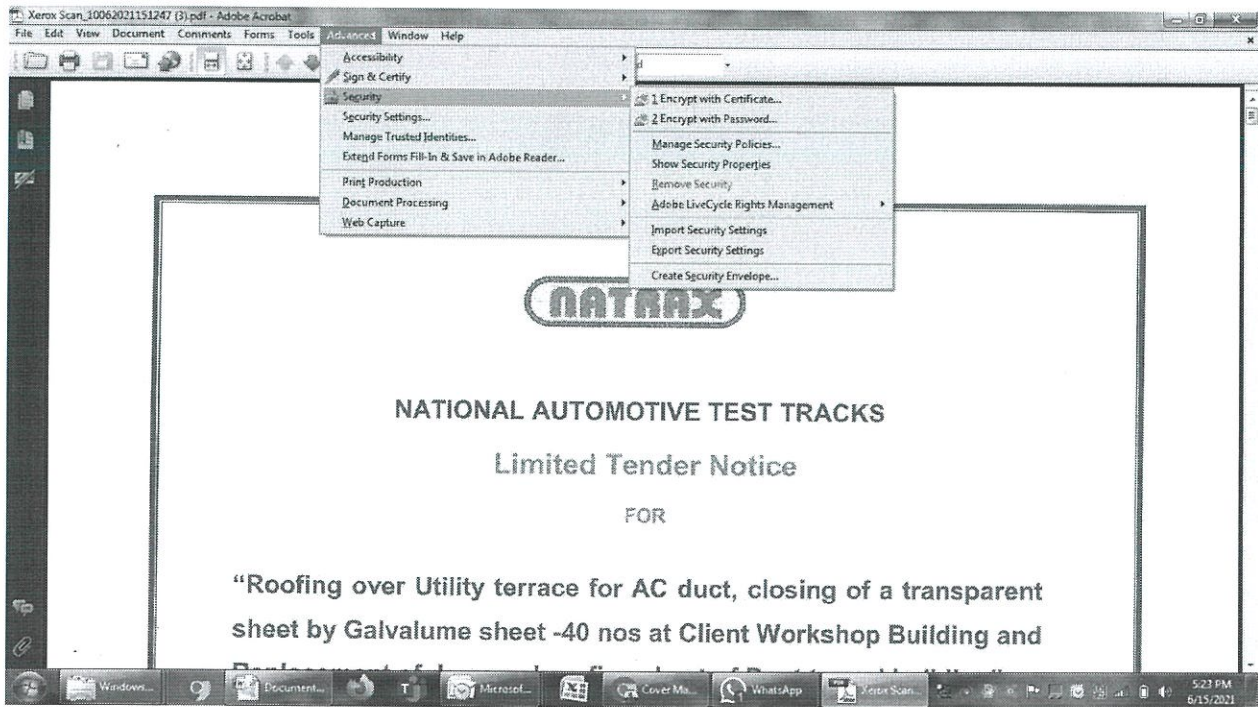 Xerox Scan_10062021151247 (3).pdf - Adobe Acrobat
File Edit View Document Comments Forms Tools Advanced Window Help
Accessibility
Sign & Certify
Security
Security Settings...
Manage Trusted Identities...
Extend Forms Fill-In & Save in Adobe Reader...
Print Production
Document Processing
Web Capture
1 Encrypt with Certificate...
2 Encrypt with Password...
Manage Security Policies...
Show Security Properties
Remove Security
Adobe LiveCycle Rights Management
Import Security Settings
Export Security Settings
Create Security Envelope...
NATRAX
NATIONAL AUTOMOTIVE TEST TRACKS
Limited Tender Notice
FOR
“Roofing over Utility terrace for AC duct, closing of a transparent
sheet by Galvalume sheet -40 nos at Client Workshop Building and
Windows... Document... Microsof... Cover Ma... WhatsApp Xerox Scan...
5:23 PM
6/15/2021